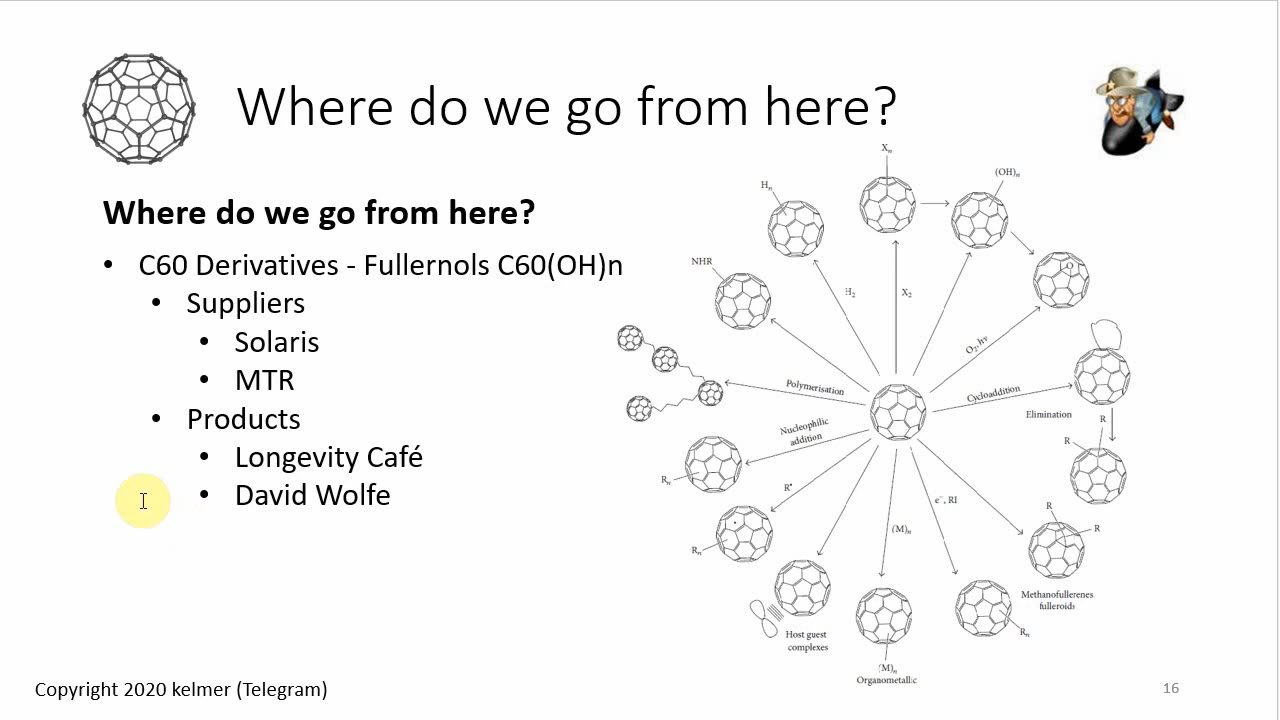 Where do we go from here?
Where do we go from here?
• C60 Derivatives - Fullernols C60(OH)n
• Suppliers
• Solaris
• MTR
• Products
• Longevity Café
• David Wolfe
Xₙ
(OH)ₙ
Hₙ
O
NHR
H₂
X₂
O₂, hv
Polymerisation
Cycloaddition
Elimination
R
R
Nucleophilic
addition
Rₙ
R•
e⁻, RI
(M)ₙ
R
R
Rₙ
Methanofullerenes
fulleroids
Rₙ
Host guest
complexes
(M)ₙ
Organometallic
Copyright 2020 kelmer (Telegram)
16